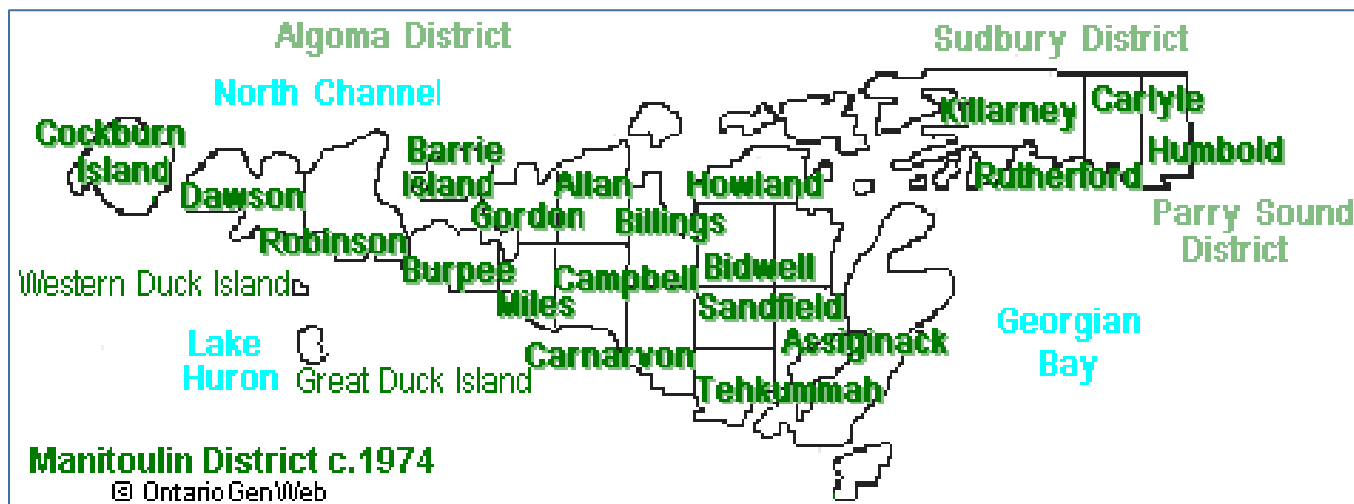 Algoma District
Sudbury District
North Channel
Killarney
Carlyle
Cockburn
Island
Barrie
Island
Humbold
Dawson
Allan
Howland
Rutherford
Gordon
Billings
Parry Sound
District
Robinson
Burpee
Campbell
Bidwell
Western Duck Island
Miles
Sandfield
Georgian
Bay
Lake
Huron
Assiginack
Carnarvon
Great Duck Island
Tehkummah
Manitoulin District c.1974
© OntarioGenWeb